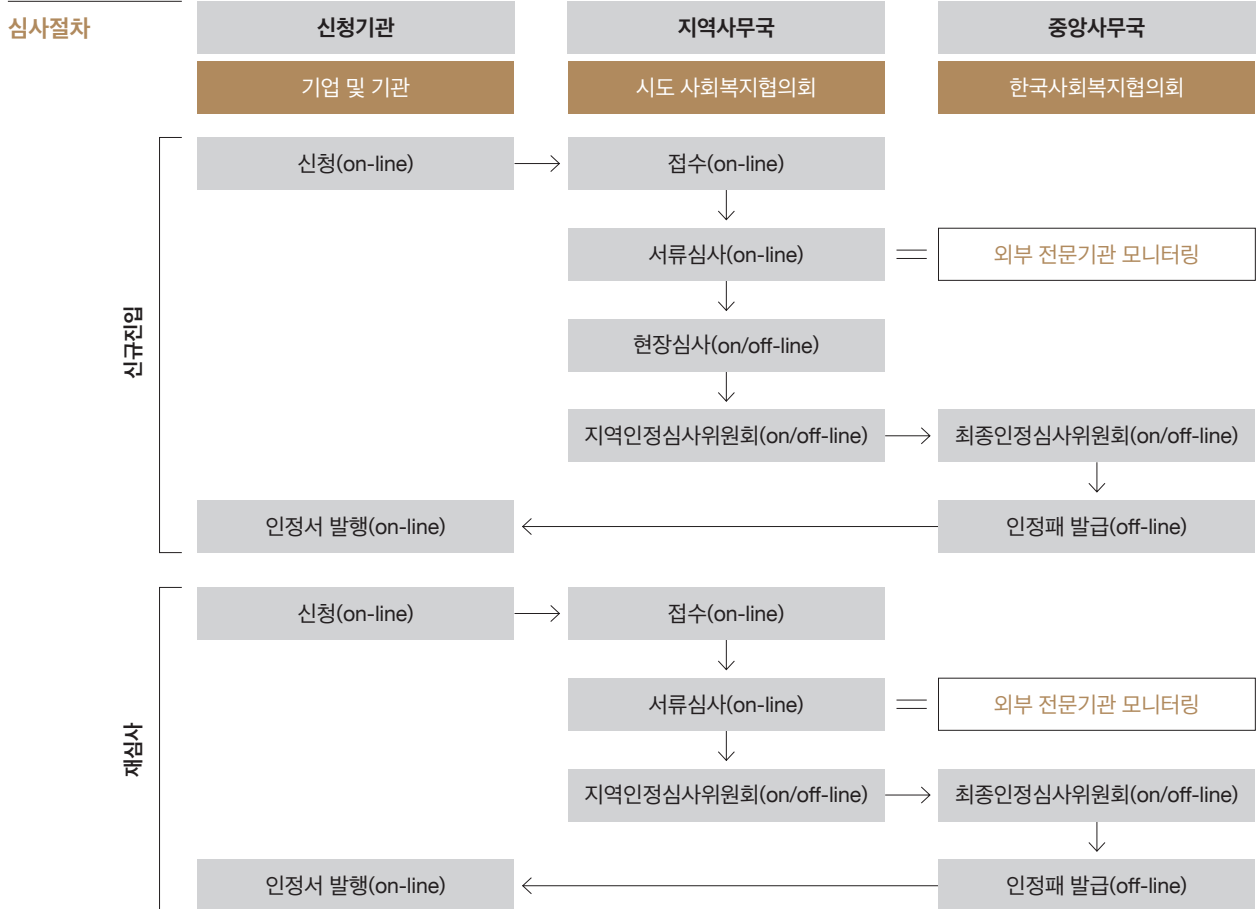 심사절차
신청기관
지역사무국
중앙사무국
기업 및 기관
시도 사회복지협의회
한국사회복지협의회
신규진입
신청(on-line)
접수(on-line)
서류심사(on-line)
외부 전문기관 모니터링
현장심사(on/off-line)
지역인정심사위원회(on/off-line)
최종인정심사위원회(on/off-line)
인정서 발행(on-line)
인정패 발급(off-line)
재심사
신청(on-line)
접수(on-line)
서류심사(on-line)
외부 전문기관 모니터링
지역인정심사위원회(on/off-line)
최종인정심사위원회(on/off-line)
인정서 발행(on-line)
인정패 발급(off-line)